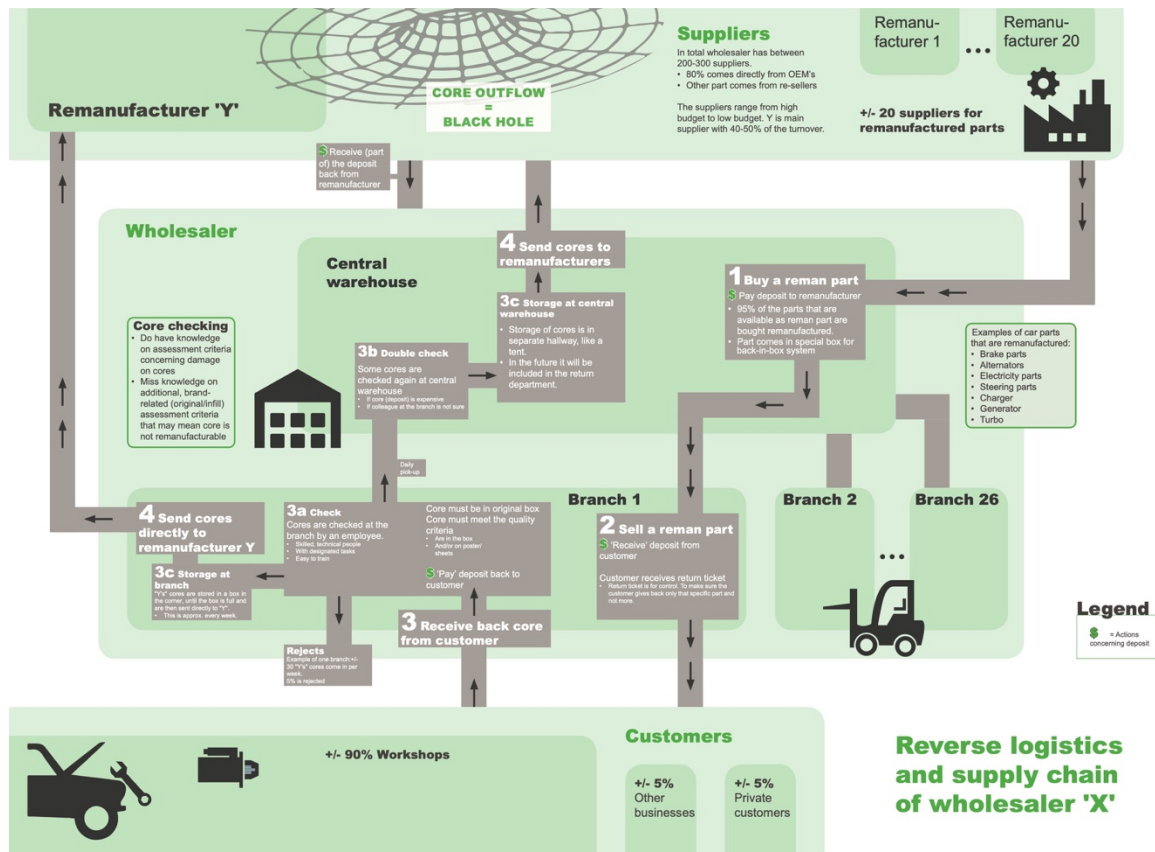 Suppliers
In total wholesaler has between
200-300 suppliers.
• 80% comes directly from OEM's
• Other part comes from re-sellers
The suppliers range from high
budget to low budget. Y is main
supplier with 40-50% of the turnover.
Remanu-
facturer 1
...
Remanu-
facturer 20
+/- 20 suppliers for
remanufactured parts
Remanufacturer 'Y'
CORE OUTFLOW
=
BLACK HOLE
$ Receive (part
of) the deposit
back from
remanufacturer
Wholesaler
Central
warehouse
4 Send cores to
remanufacturers
3c Storage at central
warehouse
• Storage of cores is in
separate hallway, like a
tent.
• In the future it will be
included in the return
department.
1 Buy a reman part
$ Pay deposit to remanufacturer
• 95% of the parts that are
available as reman part are
bought remanufactured.
• Part comes in special box for
back-in-box system
Core checking
• Do have knowledge
on assessment criteria
concerning damage
on cores
• Miss knowledge on
additional, brand-
related (original/infill)
assessment criteria
that may mean core is
not remanufacturable
3b Double check
Some cores are
checked again at central
warehouse
• If core (deposit) is expensive
• If colleague at the branch is not sure
Examples of car parts
that are remanufactured:
• Brake parts
• Alternators
• Electricity parts
• Steering parts
• Charger
• Generator
• Turbo
Daily
pick-up
Branch 1
Branch 2
...
Branch 26
4 Send cores
directly to
remanufacturer Y
3a Check
Cores are checked at the
branch by an employee.
• Skilled, technical people
• With designated tasks
• Easy to train
Core must be in original box
Core must meet the quality
criteria
• Are in the box
• And/or on poster/
sheets
$ 'Pay' deposit back to
customer
2 Sell a reman part
$ 'Receive' deposit from
customer
Customer receives return ticket
• Return ticket is for control. To make sure the
customer gives back only that specific part and
not more.
3c Storage at
branch
"Y's" cores are stored in a box in
the corner, until the box is full and
are then sent directly to "Y".
• This is approx. every week.
3 Receive back core
from customer
Rejects
Example of one branch +/-
30 "Y's" cores come in per
week.
5% is rejected
Legend
$ = Actions
concerning deposit
+/- 90% Workshops
Customers
+/- 5%
Other
businesses
+/- 5%
Private
customers
Reverse logistics
and supply chain
of wholesaler 'X'